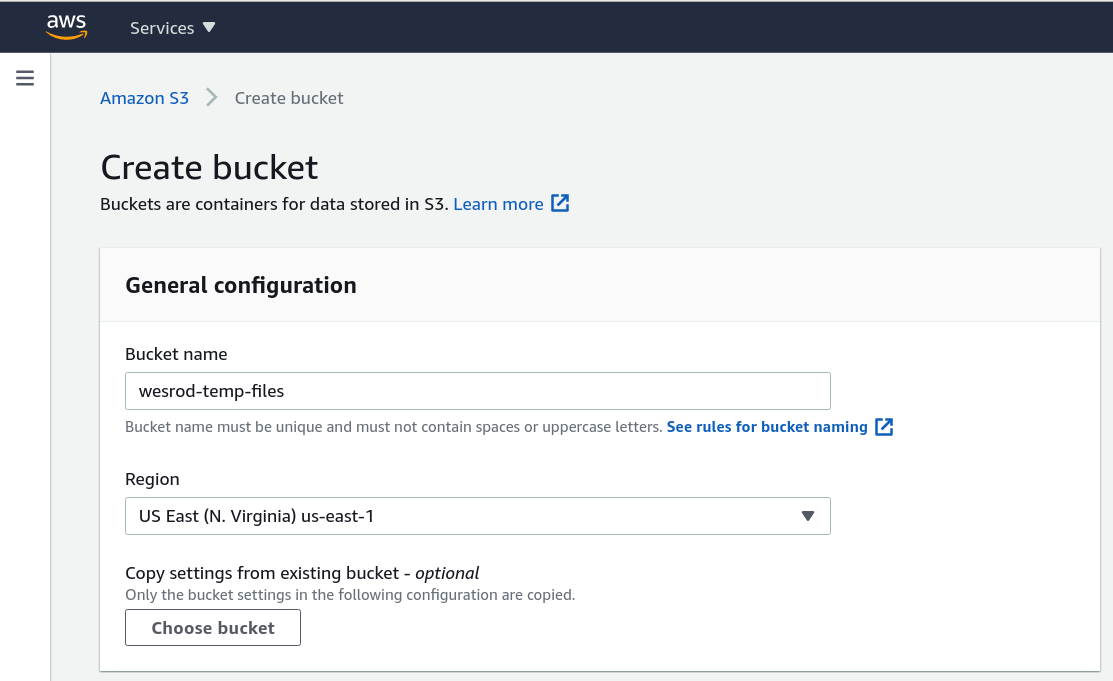 aws
Services
Amazon S3 Create bucket
Create bucket
Buckets are containers for data stored in S3. Learn more
General configuration
Bucket name
wesrod-temp-files
Bucket name must be unique and must not contain spaces or uppercase letters. See rules for bucket naming
Region
US East (N. Virginia) us-east-1
Copy settings from existing bucket - optional
Only the bucket settings in the following configuration are copied.
Choose bucket